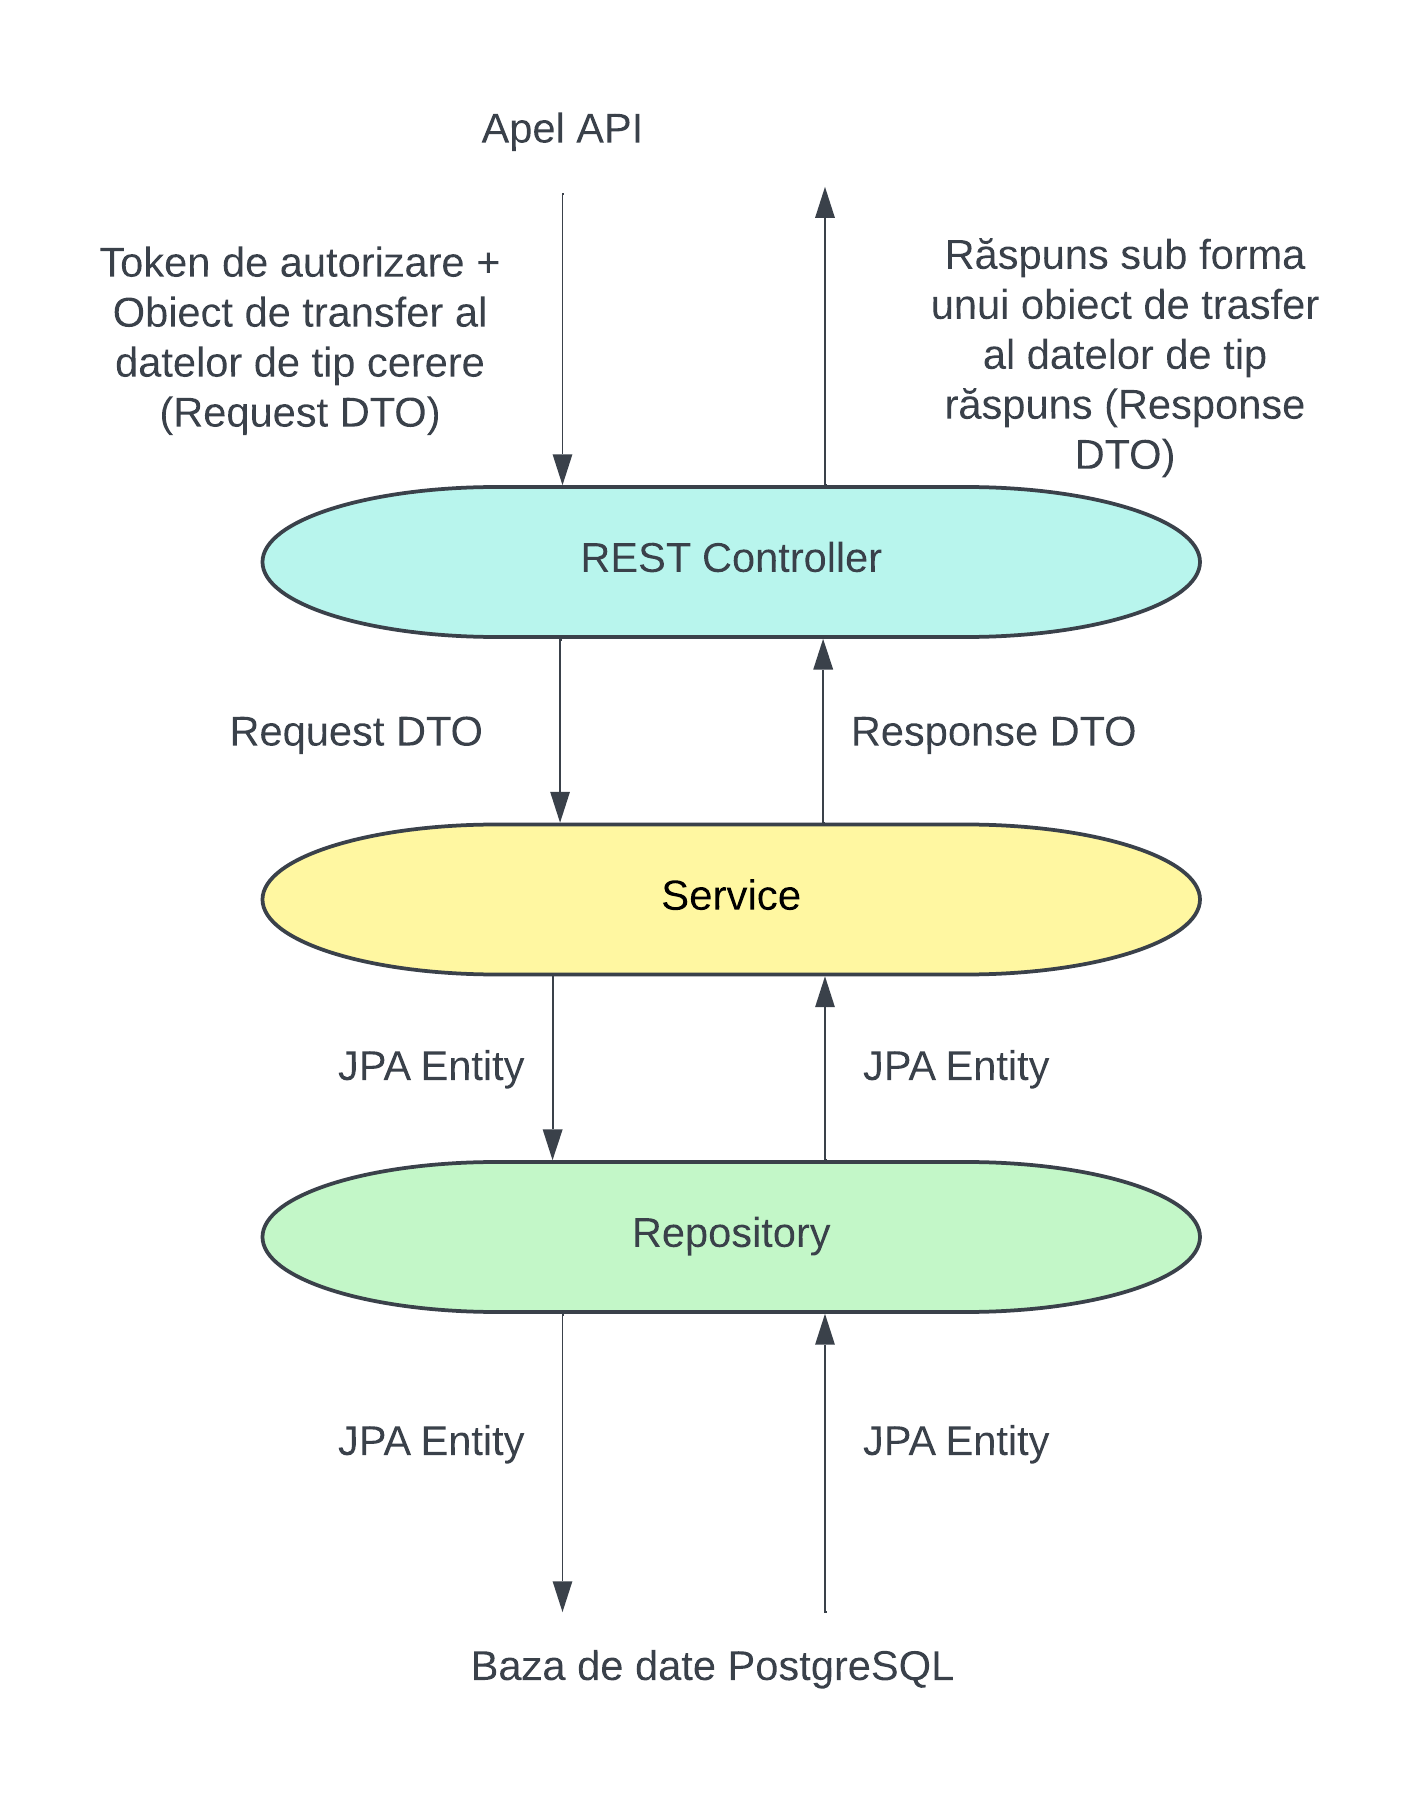 Apel API
Token de autorizare +
Obiect de transfer al
datelor de tip cerere
(Request DTO)
Răspuns sub forma
unui obiect de trasfer
al datelor de tip
răspuns (Response
DTO)
REST Controller
Request DTO
Response DTO
Service
JPA Entity
JPA Entity
Repository
JPA Entity
JPA Entity
Baza de date PostgreSQL